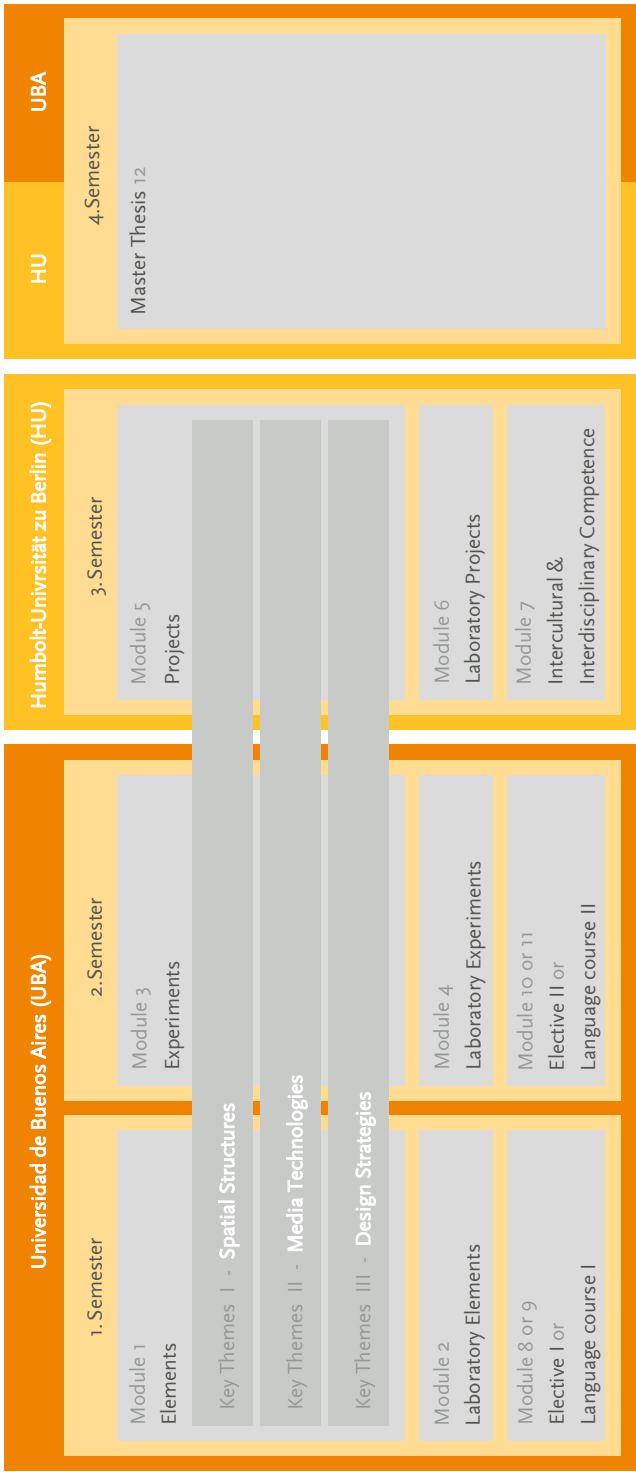 Universidad de Buenos Aires (UBA)
1. Semester
Module 1
Elements
Module 2
Laboratory Elements
Module 8 or 9
Elective I or
Language course I
2. Semester
Module 3
Experiments
Module 4
Laboratory Experiments
Module 10 or 11
Elective II or
Language course II
Key Themes I - Spatial Structures
Key Themes II - Media Technologies
Key Themes III - Design Strategies
Humbolt-Univrsität zu Berlin (HU)
3. Semester
Module 5
Projects
Module 6
Laboratory Projects
Module 7
Intercultural &
Interdisciplinary Competence
HU
UBA
4. Semester
Master Thesis 12